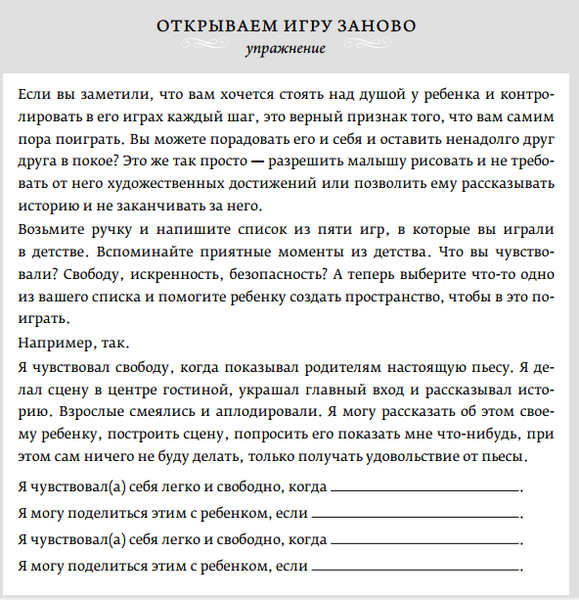 ОТКРЫВАЕМ ИГРУ ЗАНОВО
упражнение
Если вы заметили, что вам хочется стоять над душой у ребенка и контро-
лировать в его играх каждый шаг, это верный признак того, что вам самим
пора поиграть. Вы можете порадовать его и себя и оставить ненадолго друг
друга в покое? Это же так просто — разрешить малышу рисовать и не требо-
вать от него художественных достижений или позволить ему рассказывать
историю и не заканчивать за него.
Возьмите ручку и напишите список из пяти игр, в которые вы играли
в детстве. Вспоминайте приятные моменты из детства. Что вы чувство-
вали? Свободу, искренность, безопасность? А теперь выберите что-то одно
из вашего списка и помогите ребенку создать пространство, чтобы в это по-
играть.
Например, так.
Я чувствовал свободу, когда показывал родителям настоящую пьесу. Я де-
лал сцену в центре гостиной, украшал главный вход и рассказывал исто-
рию. Взрослые смеялись и аплодировали. Я могу рассказать об этом свое-
му ребенку, построить сцену, попросить его показать мне что-нибудь, при
этом сам ничего не буду делать, только получать удовольствие от пьесы.
Я чувствовал(а) себя легко и свободно, когда ____________________.
Я могу поделиться этим с ребенком, если ____________________.
Я чувствовал(а) себя легко и свободно, когда ____________________.
Я могу поделиться этим с ребенком, если ____________________.